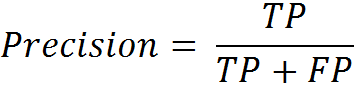 Precision = TP / (TP + FP)